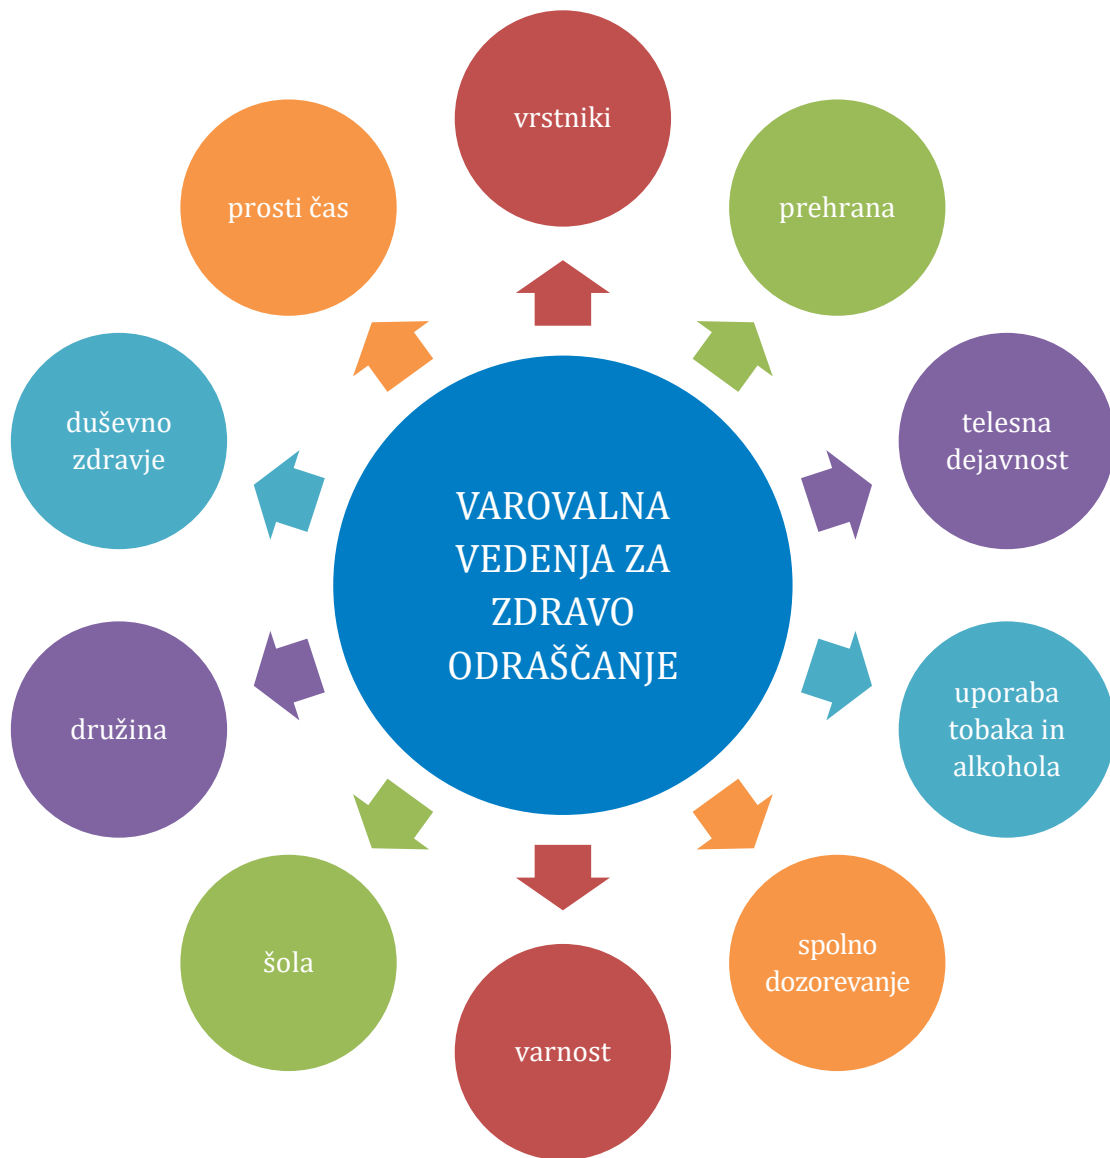 vrstniki
prehrana
prosti čas
telesna
dejavnost
duševno
zdravje
VAROVALNA
VEDENJA ZA
ZDRAVO
ODRAŠČANJE
uporaba
tobaka in
alkohola
družina
spolno
dozorevanje
šola
varnost